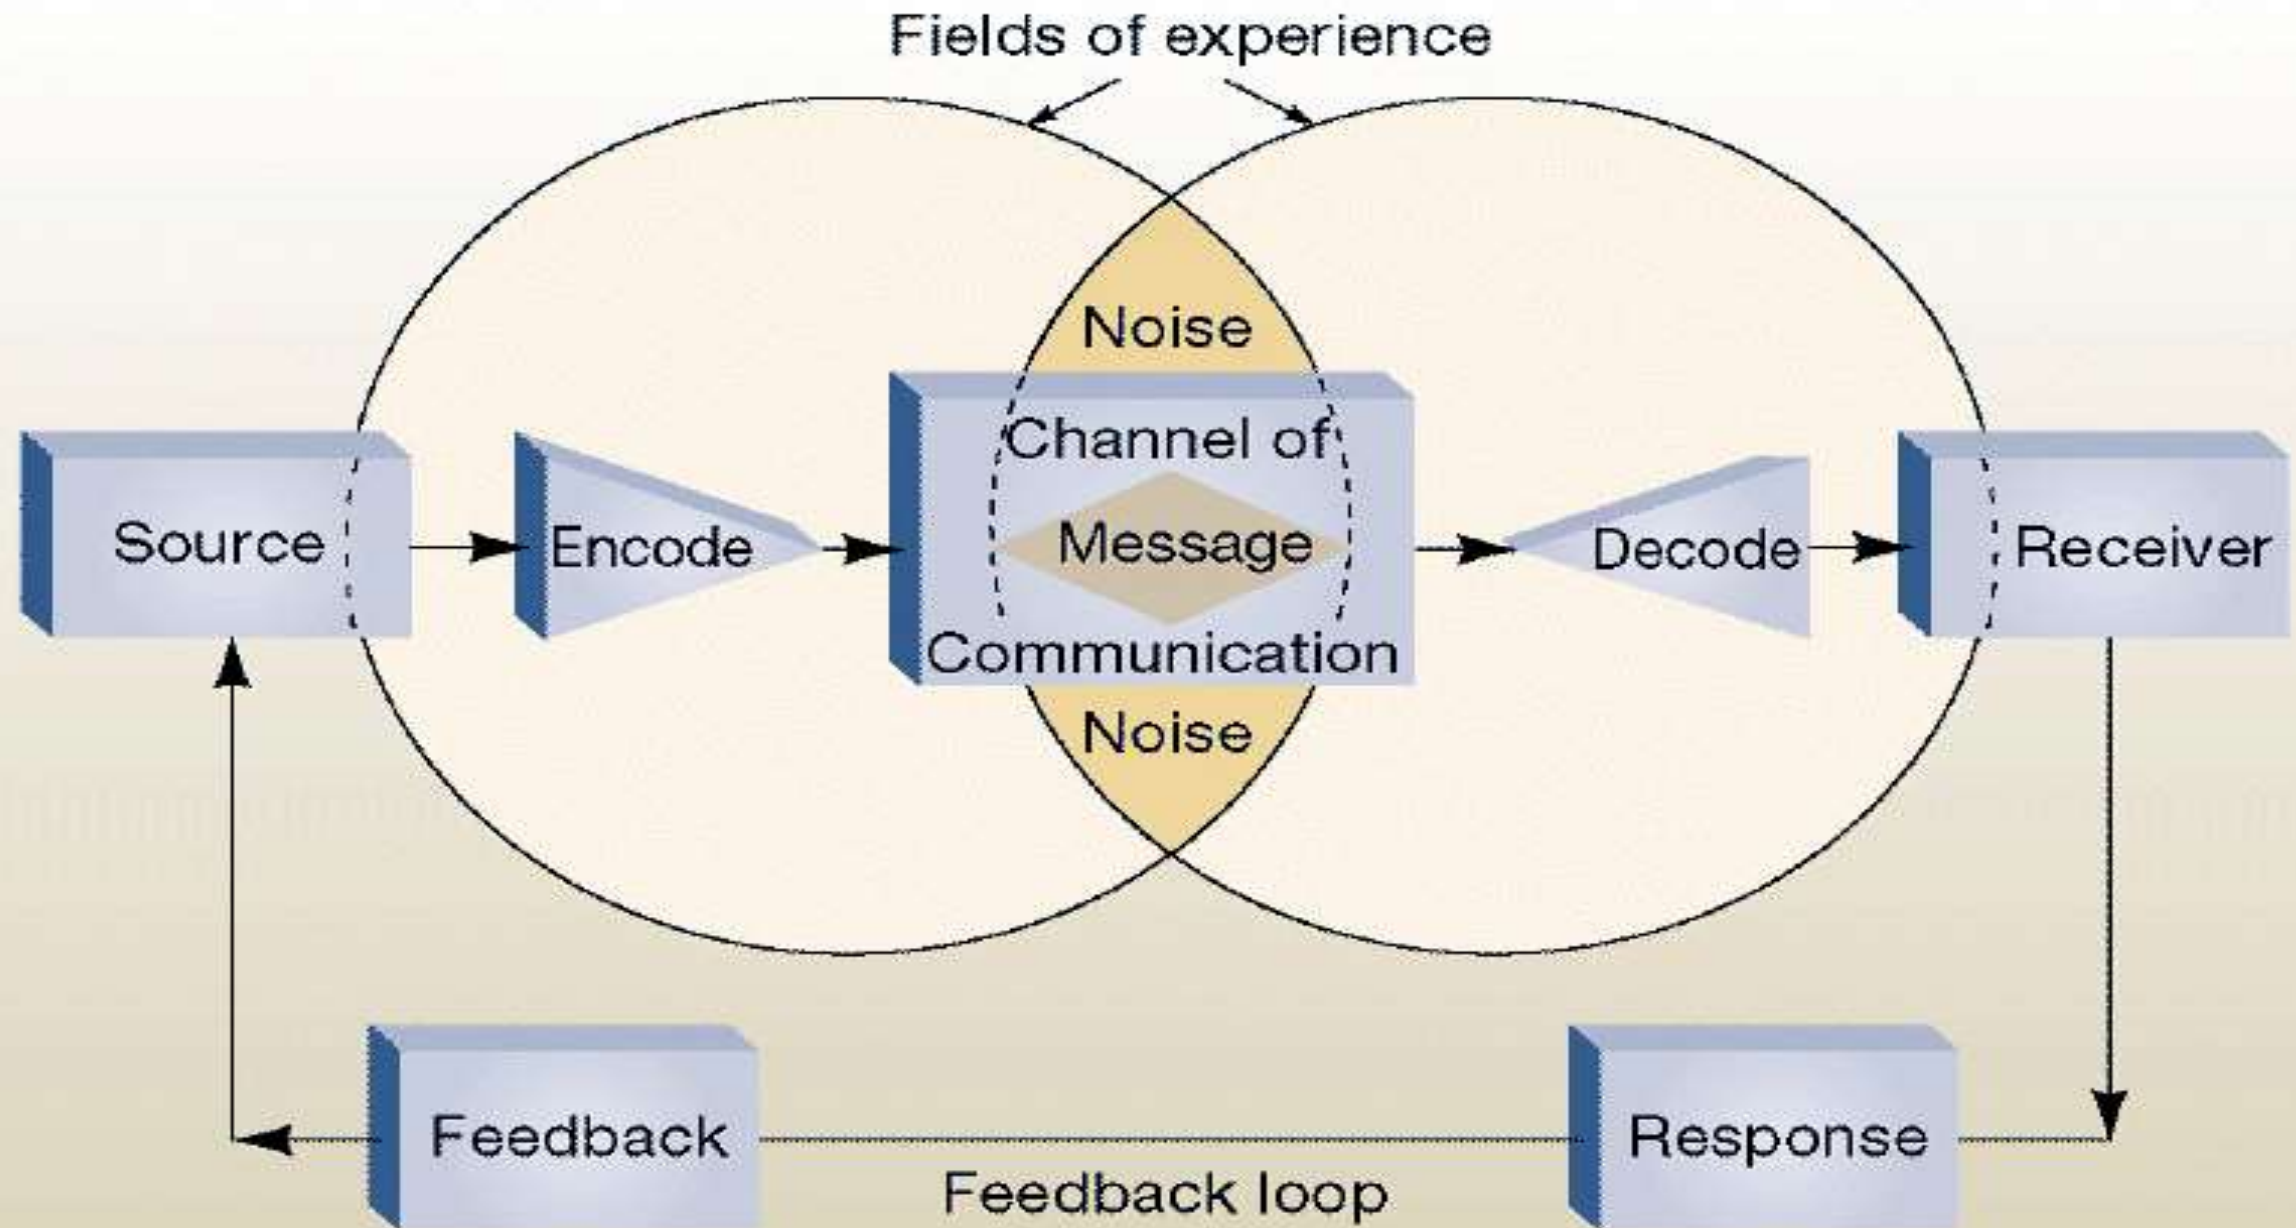 Fields of experience
Noise
Channel of
Source
Encode
Message
Decode
Receiver
Communication
Noise
Feedback
Response
Feedback loop